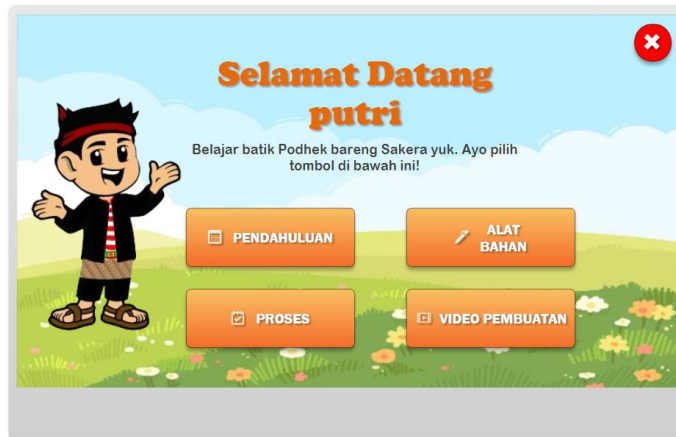 Selamat Datang
putri
Belajar batik Podhek bareng Sakera yuk. Ayo pilih
tombol di bawah ini!
PENDAHULUAN
ALAT
BAHAN
PROSES
VIDEO PEMBUATAN